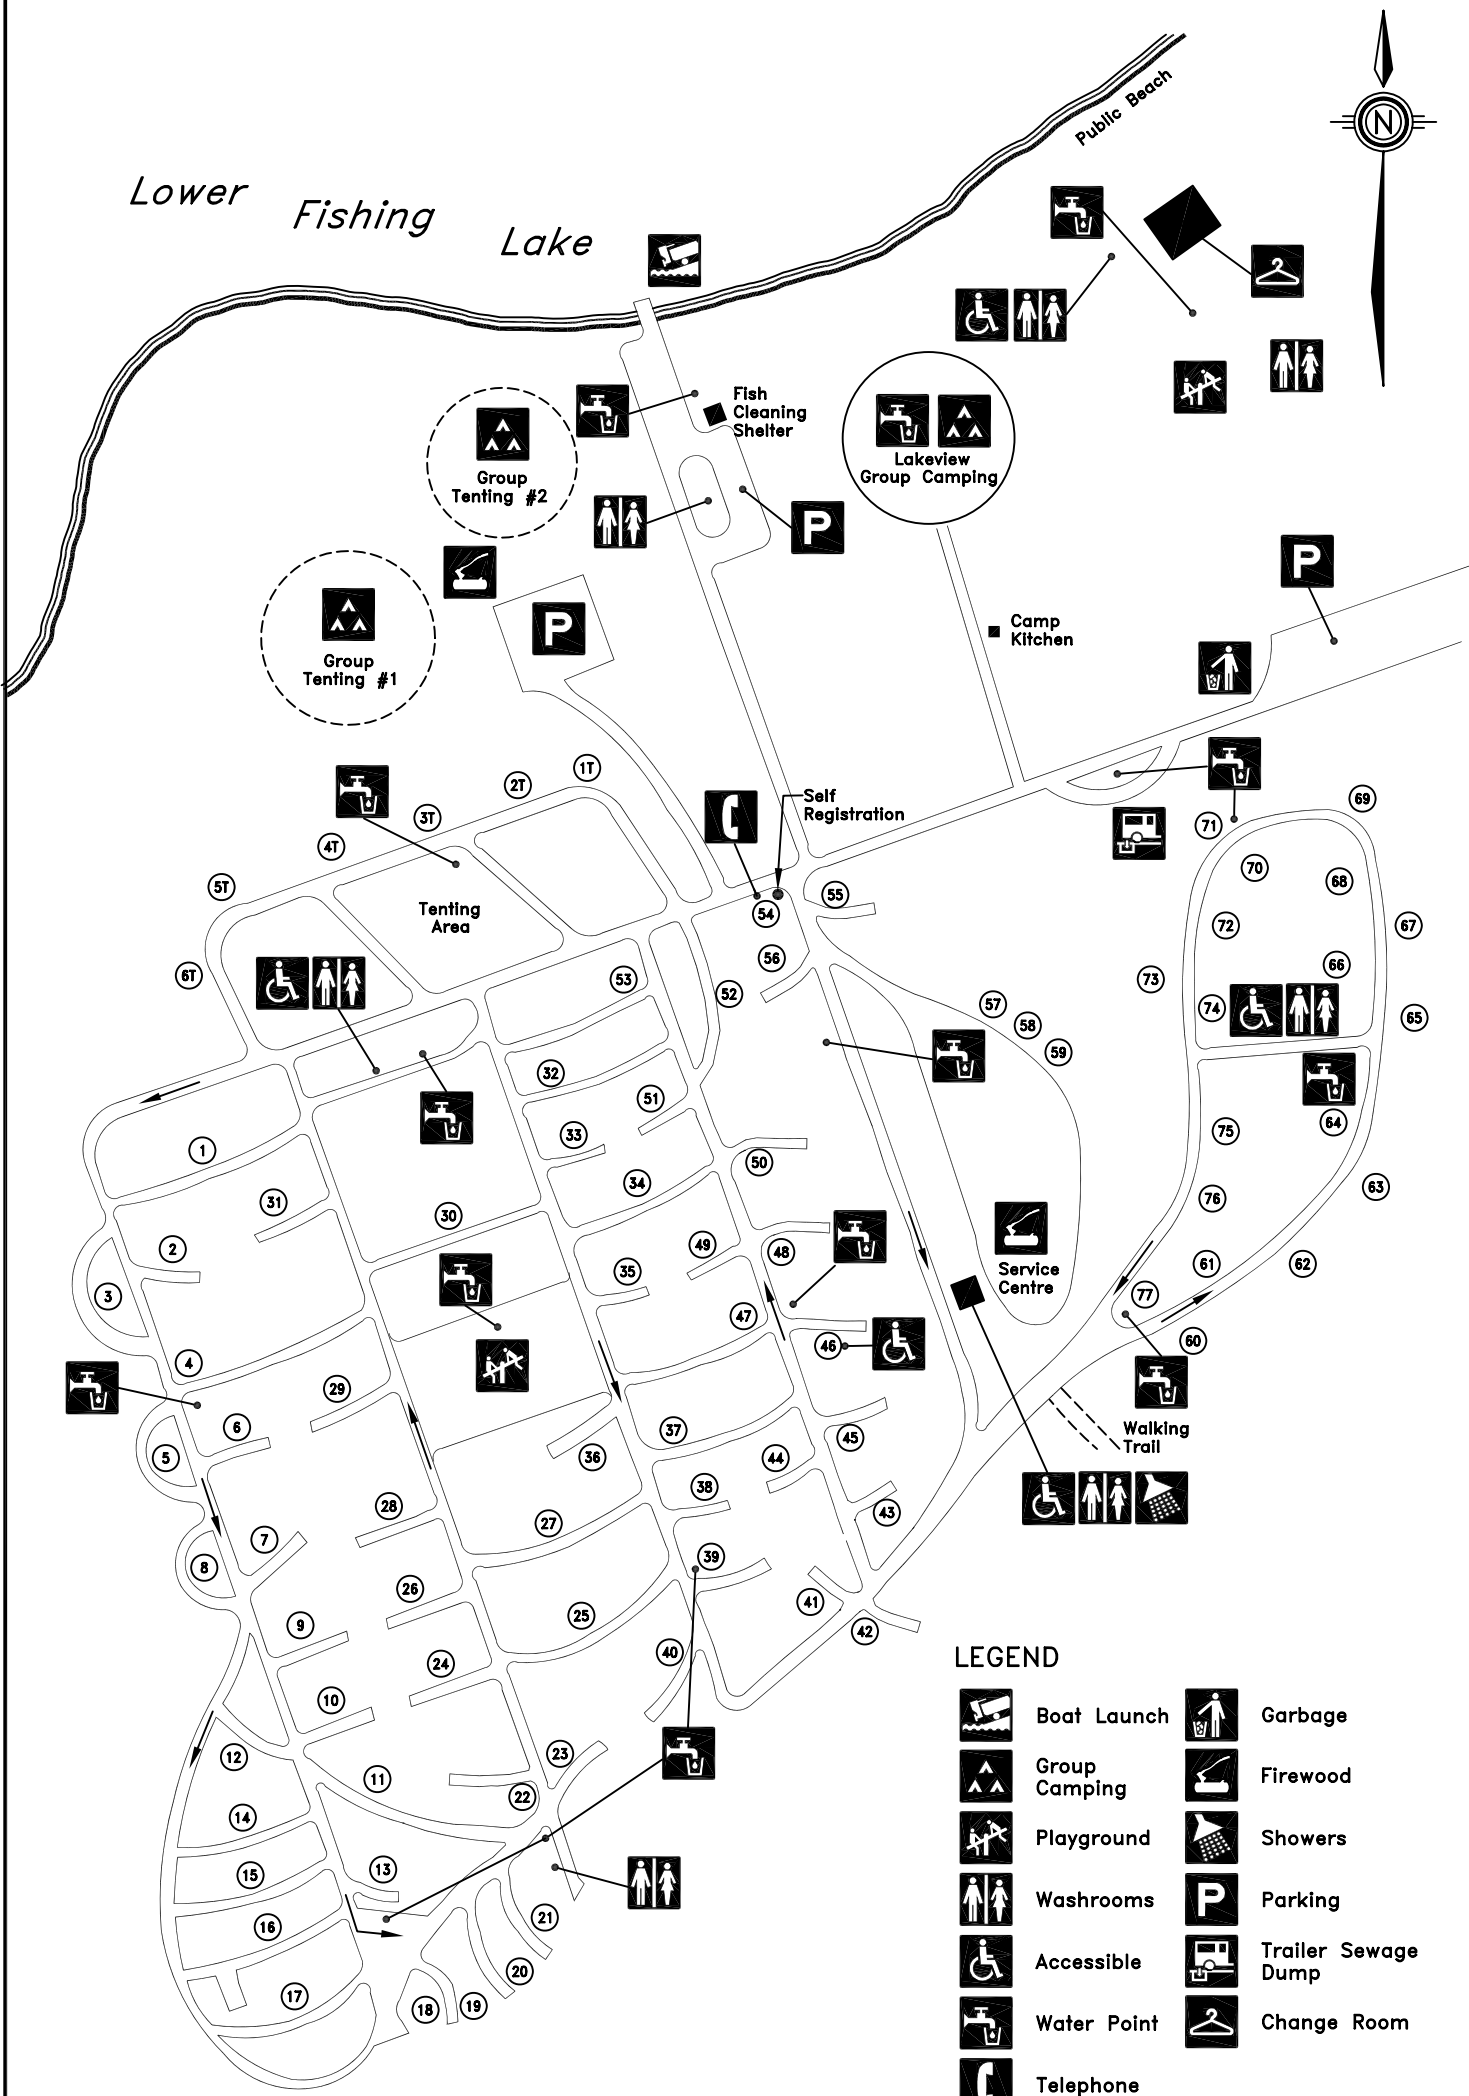 Public Beach
N
Lower
Fishing
Lake
Fish
Cleaning
Shelter
Lakeview
Group Camping
Group
Tenting #2
P
P
Group
Tenting #1
P
Camp
Kitchen
Self
Registration
1T
2T
3T
4T
5T
6T
Tenting
Area
69
71
70
68
55
54
72
67
56
53
73
66
52
74
57
65
58
59
32
51
64
33
75
1
50
34
63
31
76
30
2
49
48
35
61
62
Service
Centre
3
77
47
46
60
4
29
6
37
Walking
Trail
45
5
36
44
38
28
27
43
7
8
39
26
41
25
9
42
40
24
10
23
12
11
22
14
13
15
16
21
20
17
18
19
LEGEND
Boat Launch
Garbage
Group
Camping
Firewood
Playground
Showers
Washrooms
P
Parking
Accessible
Trailer Sewage
Dump
Water Point
Change Room
Telephone